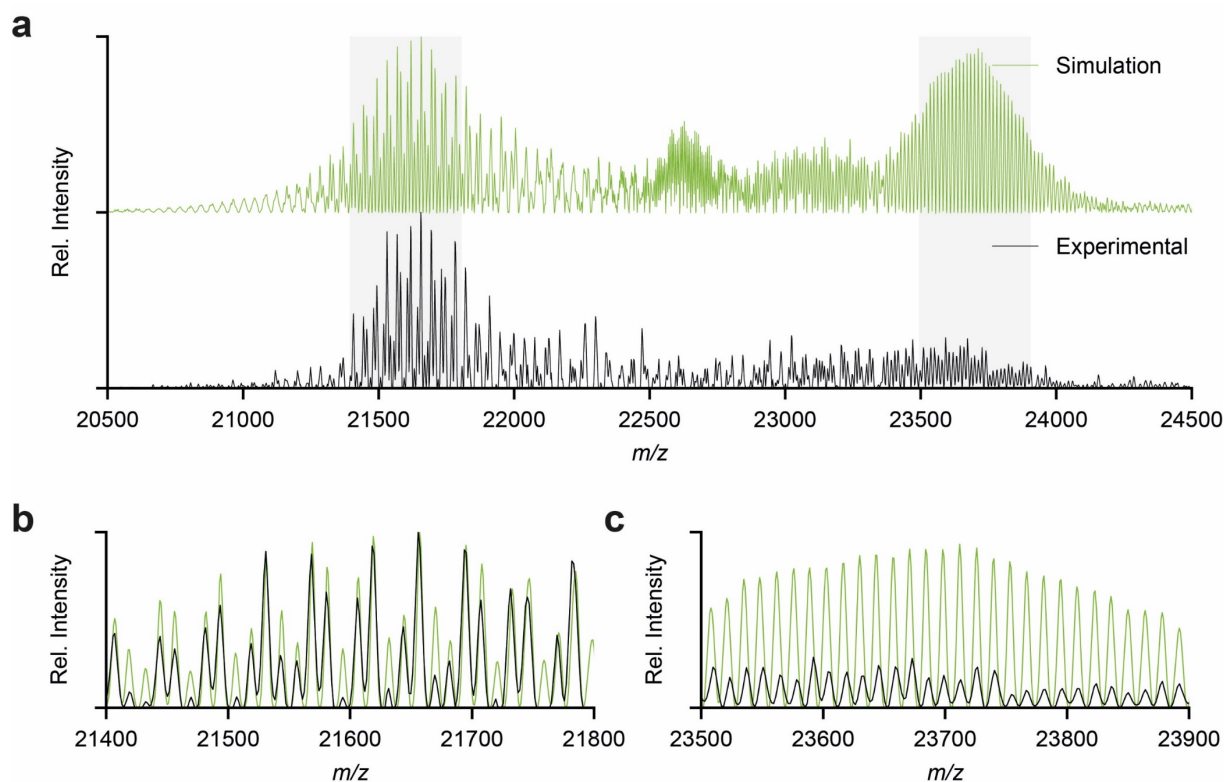 a
Simulation
Rel. Intensity
Experimental
20500 21000 21500 22000 22500 23000 23500 24000 24500
m/z
b
Rel. Intensity
21400 21500 21600 21700 21800
m/z
c
Rel. Intensity
23500 23600 23700 23800 23900
m/z